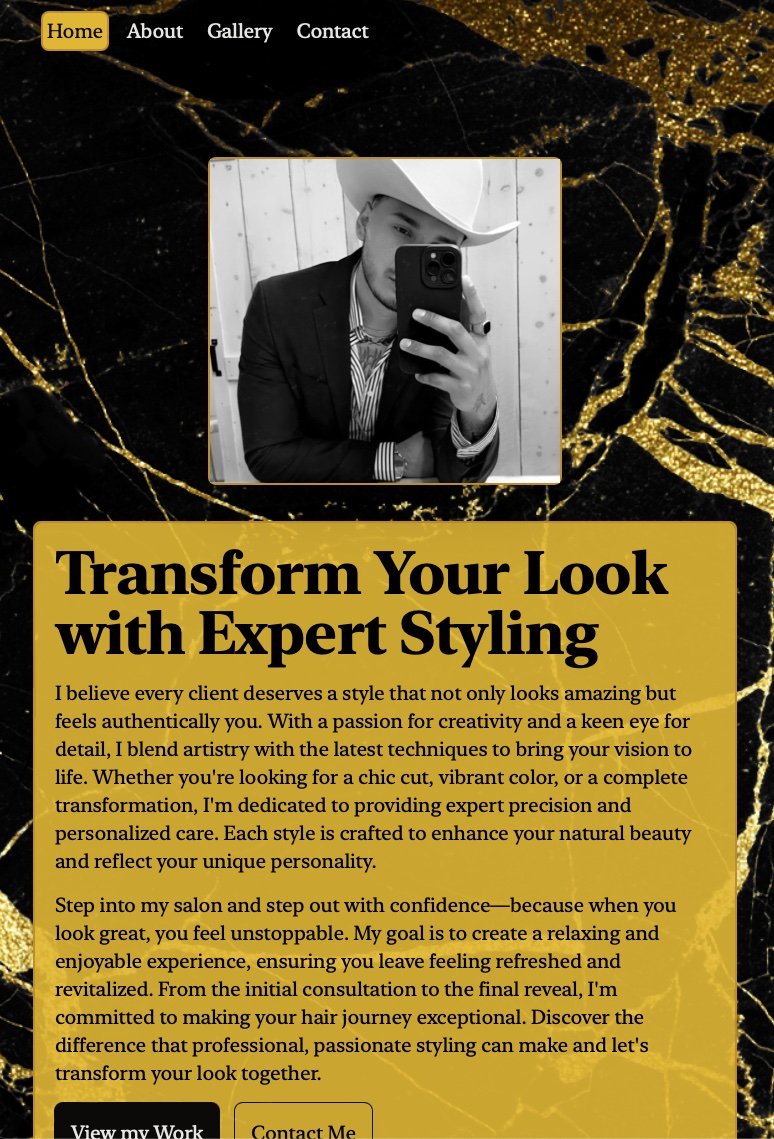 Home About Gallery Contact
Transform Your Look
with Expert Styling
I believe every client deserves a style that not only looks amazing but
feels authentically you. With a passion for creativity and a keen eye for
detail, I blend artistry with the latest techniques to bring your vision to
life. Whether you're looking for a chic cut, vibrant color, or a complete
transformation, I'm dedicated to providing expert precision and
personalized care. Each style is crafted to enhance your natural beauty
and reflect your unique personality.
Step into my salon and step out with confidence—because when you
look great, you feel unstoppable. My goal is to create a relaxing and
enjoyable experience, ensuring you leave feeling refreshed and
revitalized. From the initial consultation to the final reveal, I'm
committed to making your hair journey exceptional. Discover the
difference that professional, passionate styling can make and let's
transform your look together.
View my Work Contact Me